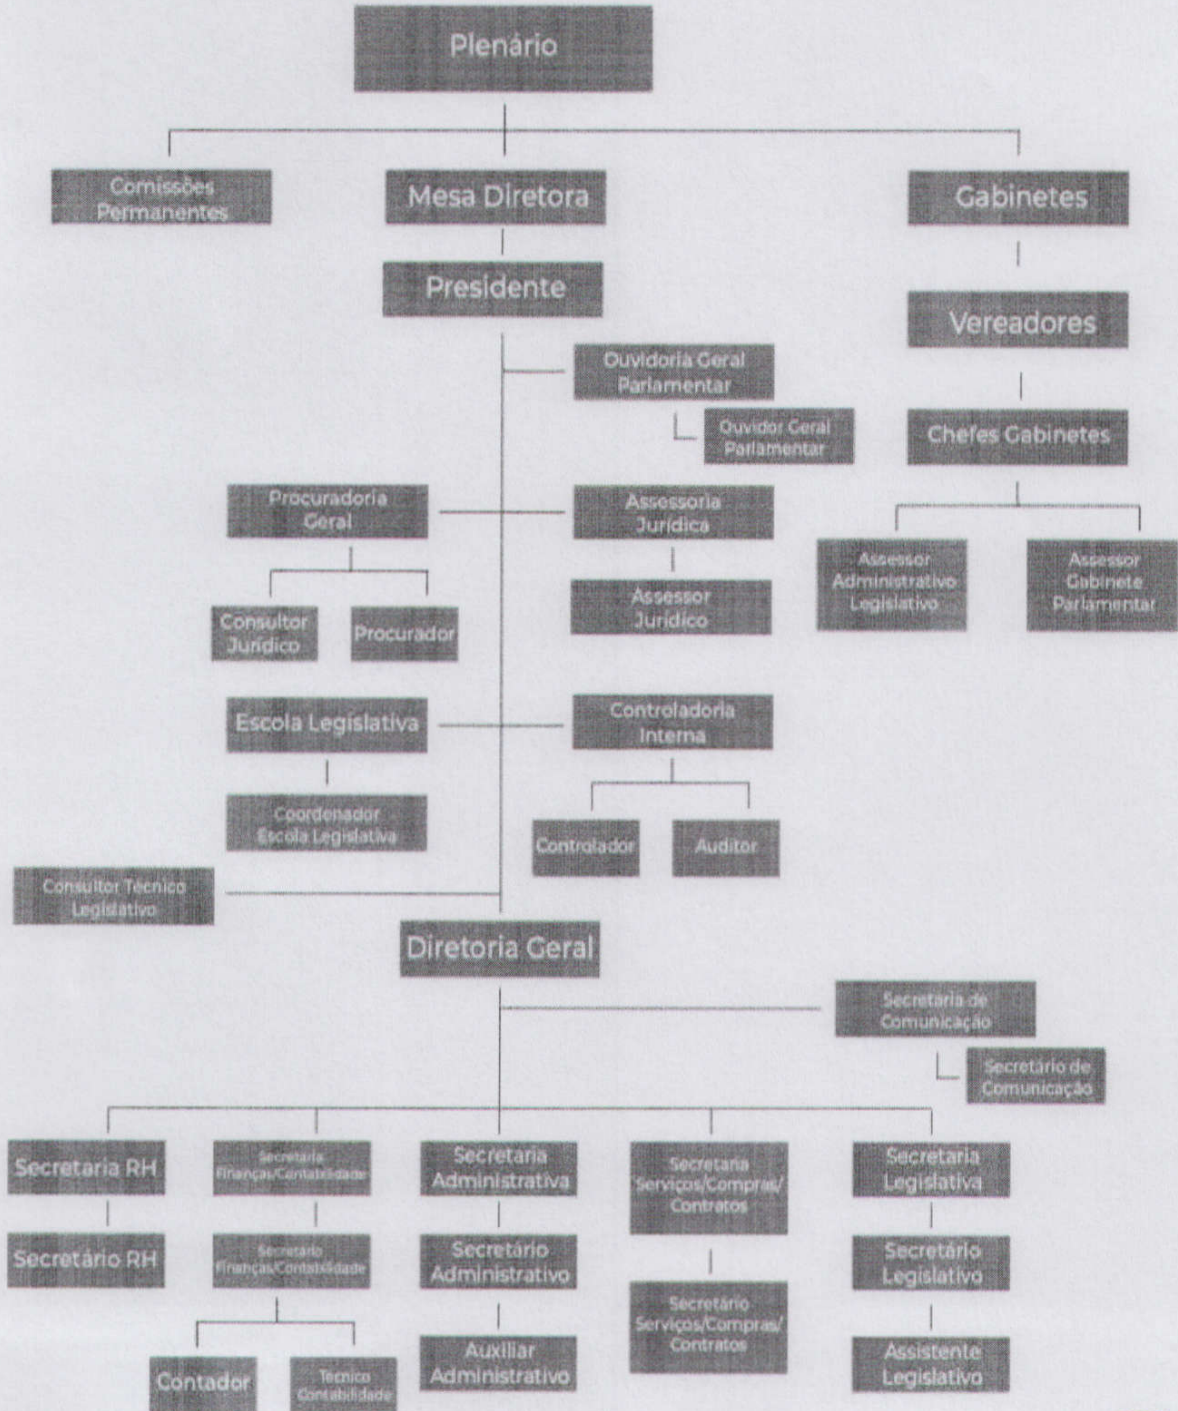 Plenário
Comissões
Permanentes
Mesa Diretora
Gabinetes
Presidente
Vereadores
Ouvidoria Geral
Parlamentar
Ouvidor Geral
Parlamentar
Chefes Gabinetes
Procuradoria
Geral
Assessoria
Jurídica
Assessor
Administrativo
Legislativo
Assessor
Gabinete
Parlamentar
Consultor
Jurídico
Procurador
Assessor
Jurídico
Escola Legislativa
Controladoria
Interna
Coordenador
Escola Legislativa
Controlador
Auditor
Consultor Técnico
Legislativo
Diretoria Geral
Secretaria de
Comunicação
Secretário de
Comunicação
Secretaria RH
Secretaria
Finanças/Contabilidade
Secretaria
Administrativa
Secretaria
Serviços/Compras/
Contratos
Secretaria
Legislativa
Secretário RH
Secretário
Finanças/Contabilidade
Secretário
Administrativo
Secretário
Serviços/Compras/
Contratos
Secretário
Legislativo
Contador
Técnico
Contabilidade
Auxiliar
Administrativo
Assistente
Legislativo